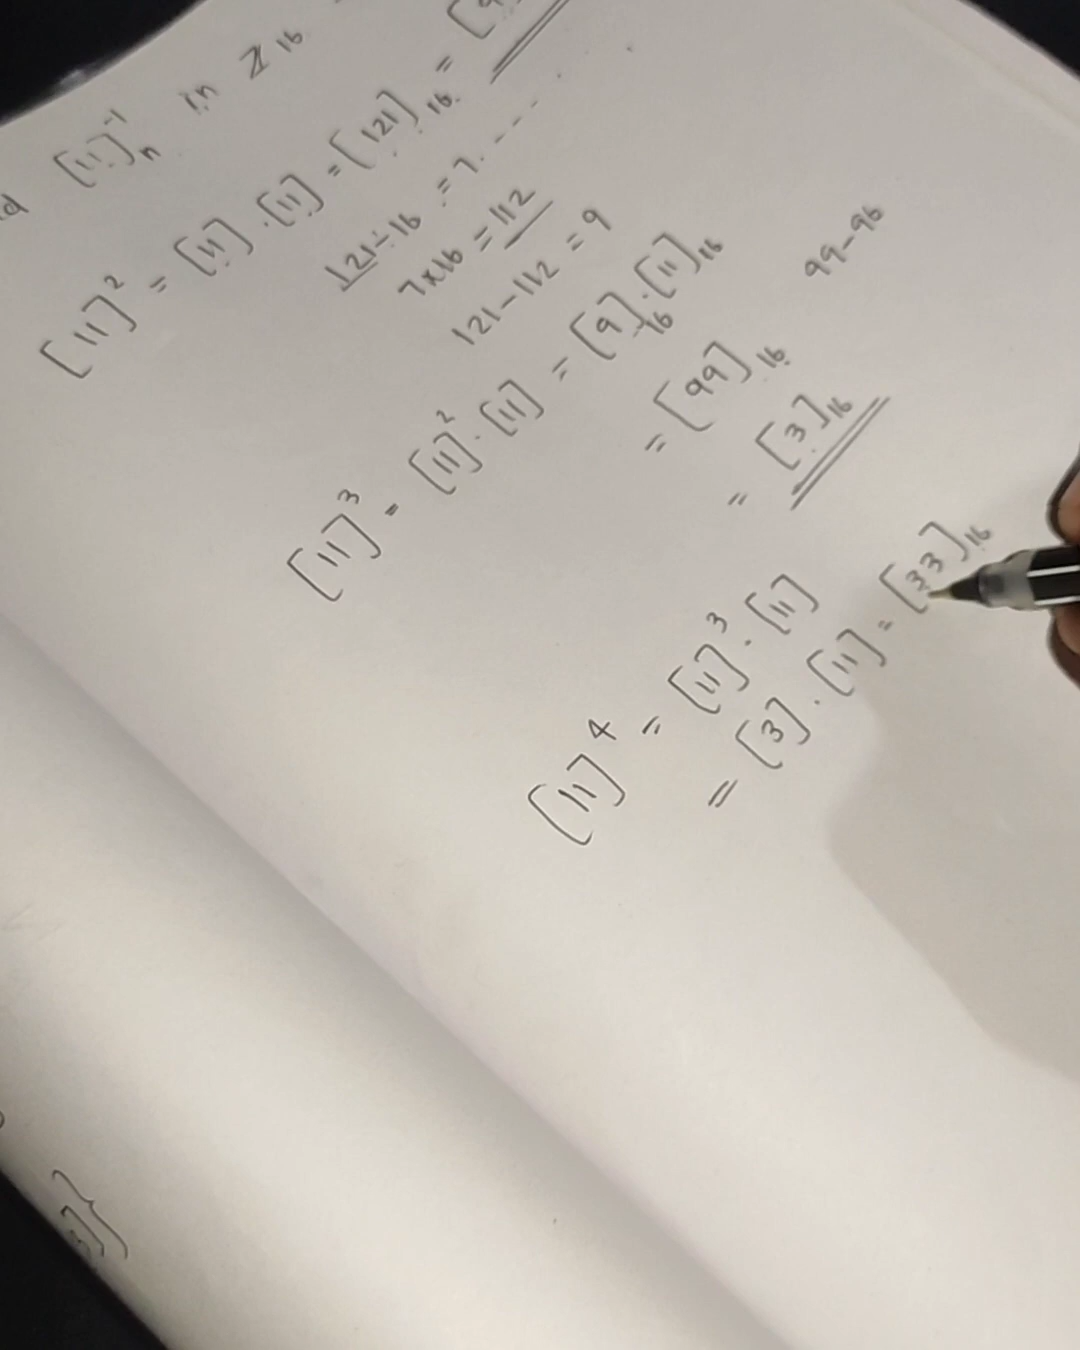 [11]ₙ⁻¹ in ℤ16
[11]² = [11] · [11] = [121]16 = [9
121÷16 = 7. - - - .
7×16 = 112
121-112 = 9
[11]³ = [11]² · [11] = [9]16 · [11]16
= [99]16 99-96
= [3]16
[11]⁴ = [11]³ · [11]
= [3] · [11] = [33]16